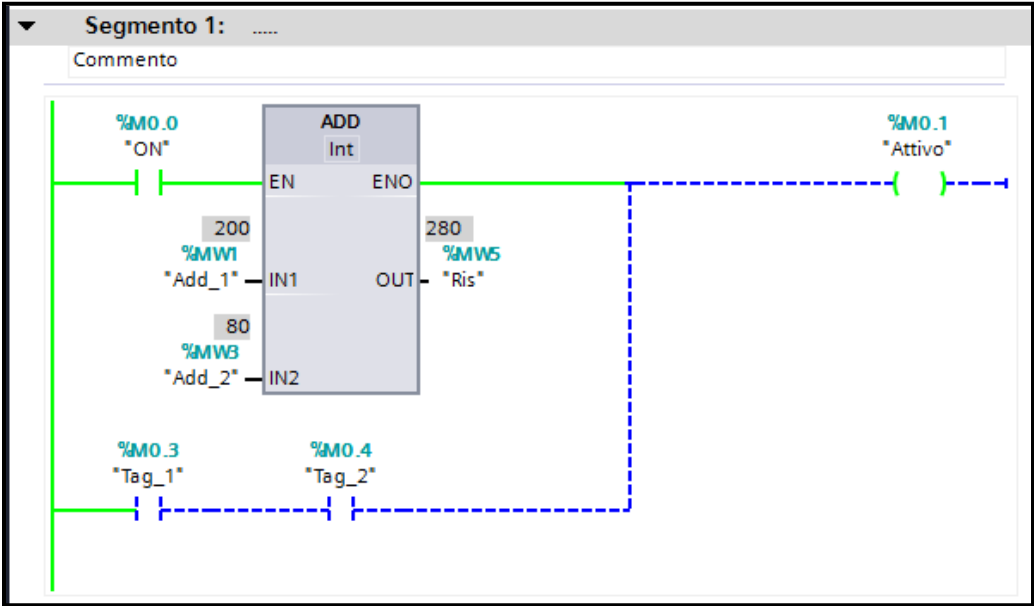 Segmento 1: .....
Commento
%M0.0
"ON"
ADD
Int
%M0.1
"Attivo"
EN ENO
200
%MW1
"Add_1"
IN1
280
%MW5
OUT "Ris"
80
%MW3
"Add_2"
IN2
%M0.3
"Tag_1"
%M0.4
"Tag_2"